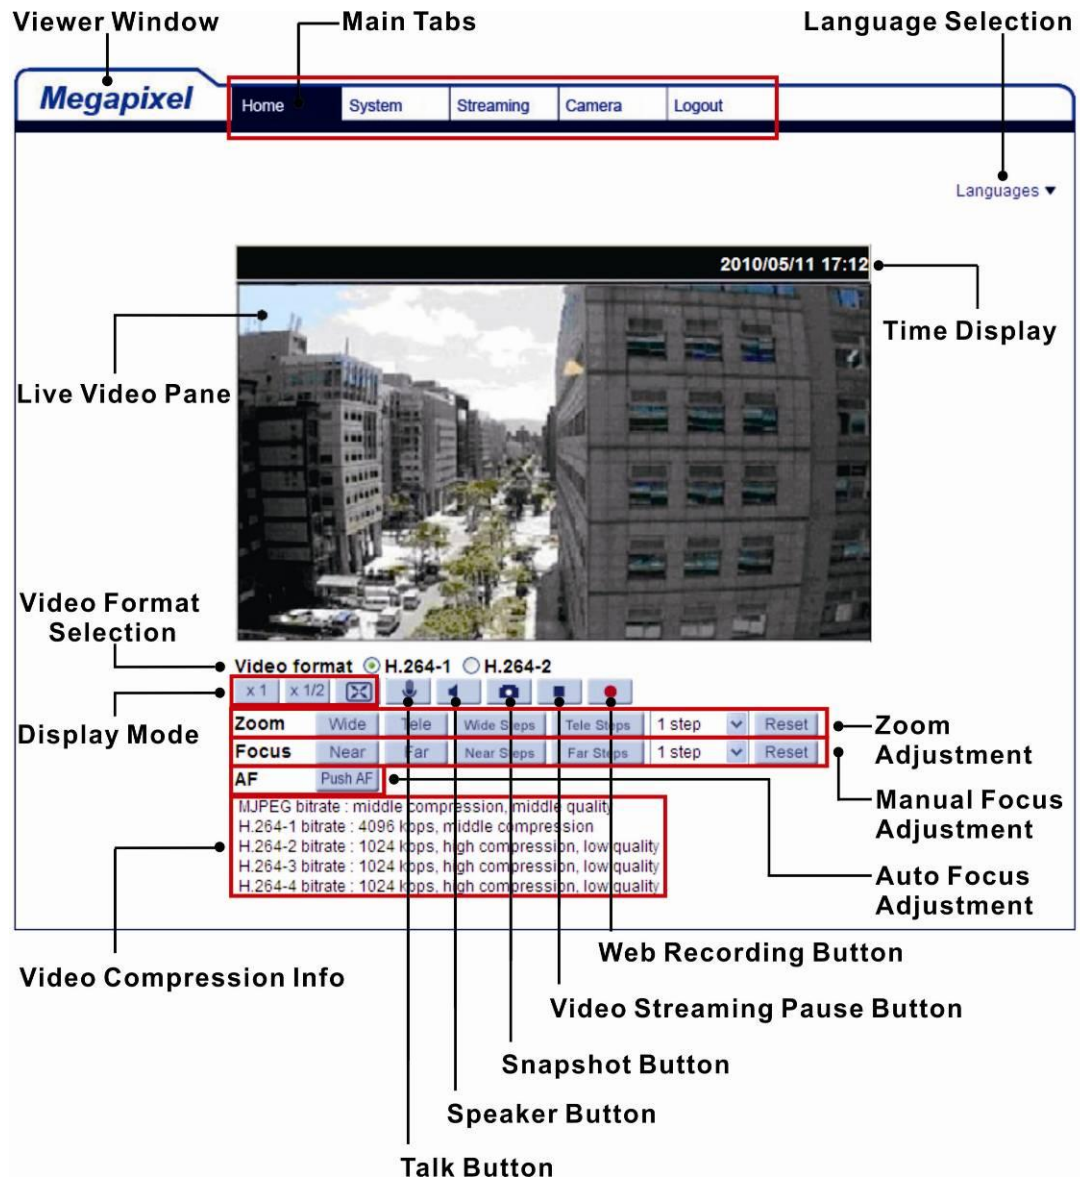 Viewer Window
Main Tabs
Language Selection
Megapixel
Home
System
Streaming
Camera
Logout
Languages ▼
2010/05/11 17:12
Time Display
Live Video Pane
Video Format
Selection
Video format H.264-1 H.264-2
x 1
x 1/2
Display Mode
Zoom Wide Tele Wide Steps Tele Steps 1 step Reset
Zoom
Adjustment
Focus Near Far Near Steps Far Steps 1 step Reset
Manual Focus
Adjustment
AF Push AF
Auto Focus
Adjustment
MJPEG bitrate : middle compression, middle quality
H.264-1 bitrate : 4096 kbps, middle compression
H.264-2 bitrate : 1024 kbps, high compression, low quality
H.264-3 bitrate : 1024 kbps, high compression, low quality
H.264-4 bitrate : 1024 kbps, high compression, low quality
Video Compression Info
Web Recording Button
Video Streaming Pause Button
Snapshot Button
Speaker Button
Talk Button